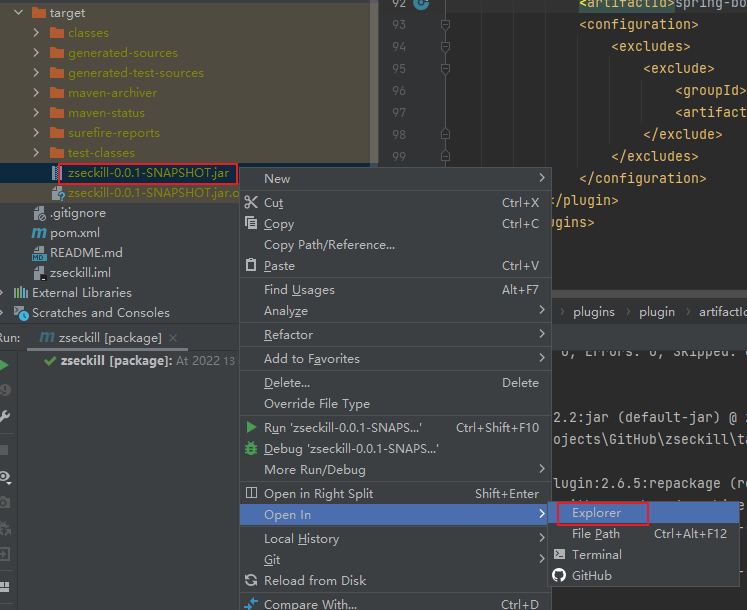 target
classes
generated-sources
generated-test-sources
maven-archiver
maven-status
surefire-reports
test-classes
zseckill-0.0.1-SNAPSHOT.jar
zseckill-0.0.1-SNAPSHOT.jar.o
.gitignore
pom.xml
README.md
zseckill.iml
External Libraries
Scratches and Consoles
Run: zseckill [package]
zseckill [package]: At 2022 13
92 <artifactId>spring-bo
93 <configuration>
94 <excludes>
95 <exclude>
96 <groupId>
97 <artifac
98 </exclude>
99 </excludes>
</configuration>
/plugin>
gins>
New
Cut Ctrl+X
Copy Ctrl+C
Copy Path/Reference...
Paste Ctrl+V
Find Usages Alt+F7
Analyze
Refactor
Add to Favorites
Delete... Delete
Override File Type
Run 'zseckill-0.0.1-SNAPS...' Ctrl+Shift+F10
Debug 'zseckill-0.0.1-SNAPS...'
More Run/Debug
Open in Right Split Shift+Enter
Open In
Local History
Git
Reload from Disk
Compare With... Ctrl+D
Explorer
File Path Ctrl+Alt+F12
Terminal
GitHub
plugins plugin artifactId
0, Errors: 0, Skipped:
2.2:jar (default-jar) @
ojects\GitHub\zseckill\ta
lugin:2.6.5:repackage (re